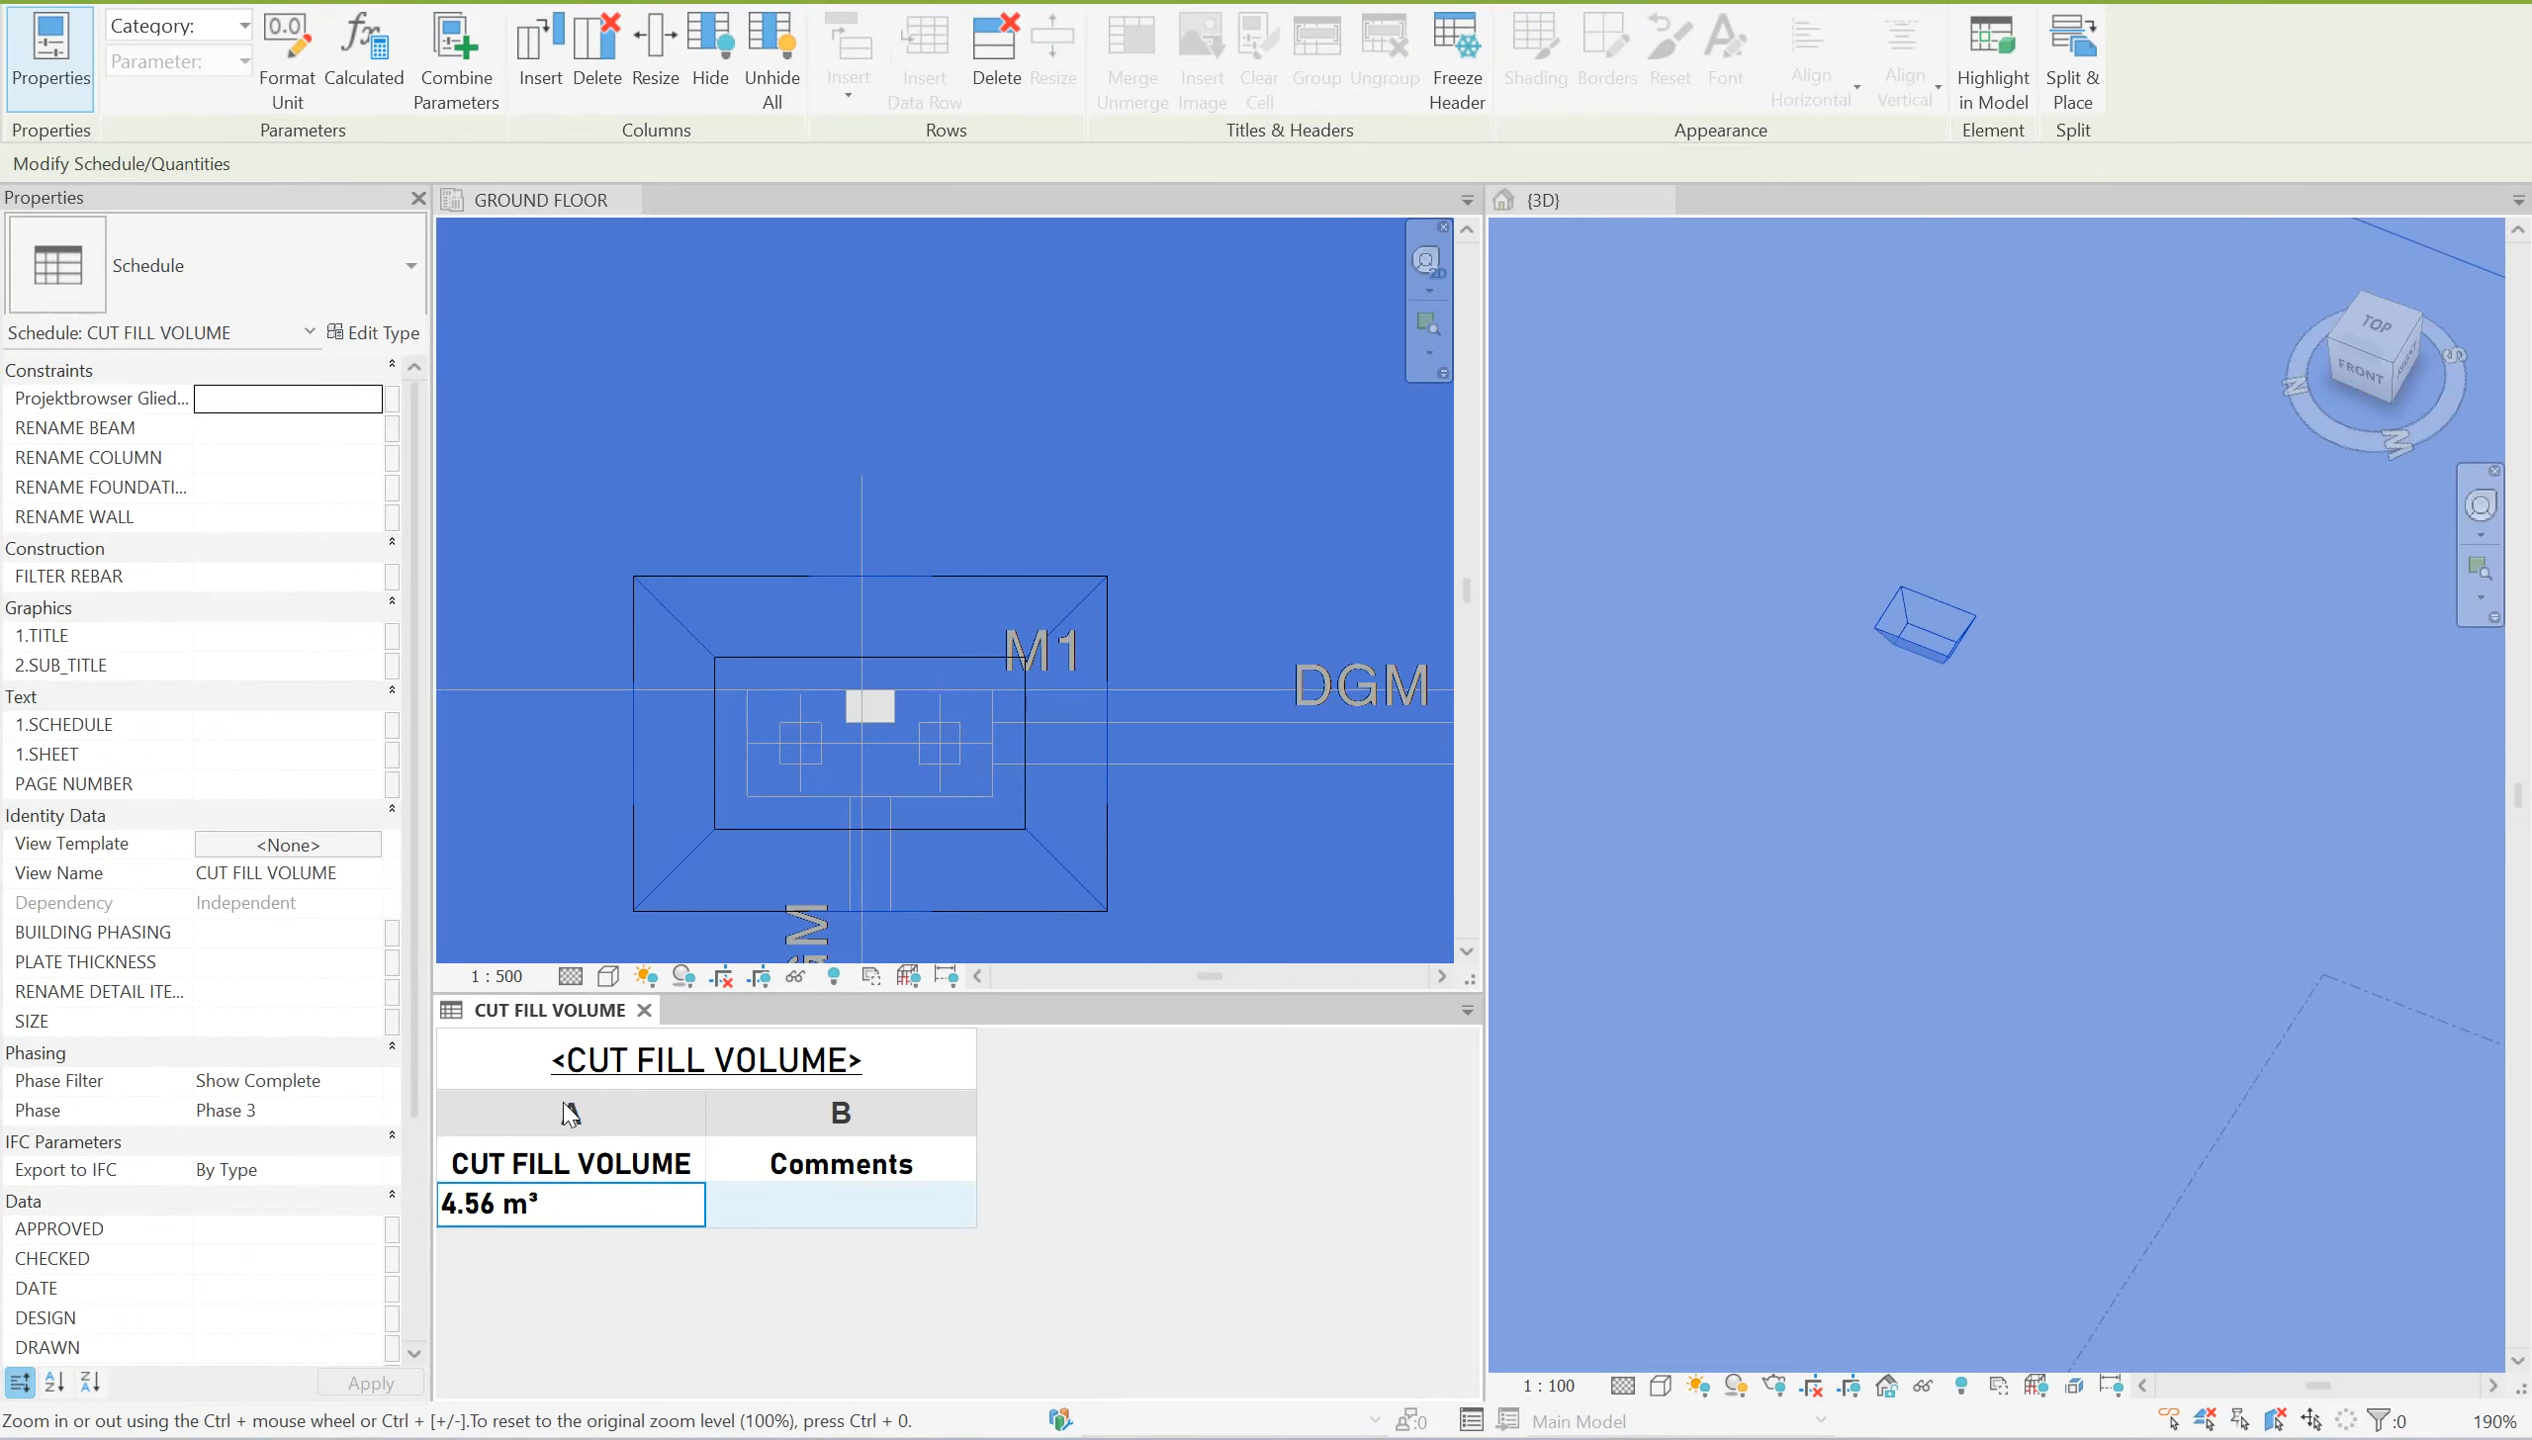 Properties
Category:
Parameter:
Format
Unit
Calculated
Combine
Parameters
Insert
Delete
Resize
Hide
Unhide
All
Insert
Insert
Data Row
Delete
Resize
Merge
Unmerge
Insert
Image
Clear
Cell
Group
Ungroup
Freeze
Header
Shading
Borders
Reset
Font
Align
Horizontal
Align
Vertical
Highlight
in Model
Split &
Place
Properties
Parameters
Columns
Rows
Titles & Headers
Appearance
Element
Split
Modify Schedule/Quantities
Properties
Schedule
Schedule: CUT FILL VOLUME
Edit Type
Constraints
Projektbrowser Glied...
RENAME BEAM
RENAME COLUMN
RENAME FOUNDATI...
RENAME WALL
Construction
FILTER REBAR
Graphics
1.TITLE
2.SUB_TITLE
Text
1.SCHEDULE
1.SHEET
PAGE NUMBER
Identity Data
View Template <None>
View Name CUT FILL VOLUME
Dependency Independent
BUILDING PHASING
PLATE THICKNESS
RENAME DETAIL ITE...
SIZE
Phasing
Phase Filter Show Complete
Phase Phase 3
IFC Parameters
Export to IFC By Type
Data
APPROVED
CHECKED
DATE
DESIGN
DRAWN
Apply
GROUND FLOOR
2D
M1
DGM
1 : 500
CUT FILL VOLUME
<CUT FILL VOLUME>
A B
CUT FILL VOLUME Comments
4.56 m³
{3D}
TOP
FRONT
S
1 : 100
Zoom in or out using the Ctrl + mouse wheel or Ctrl + [+/-].To reset to the original zoom level (100%), press Ctrl + 0.
:0
Main Model
:0
190%